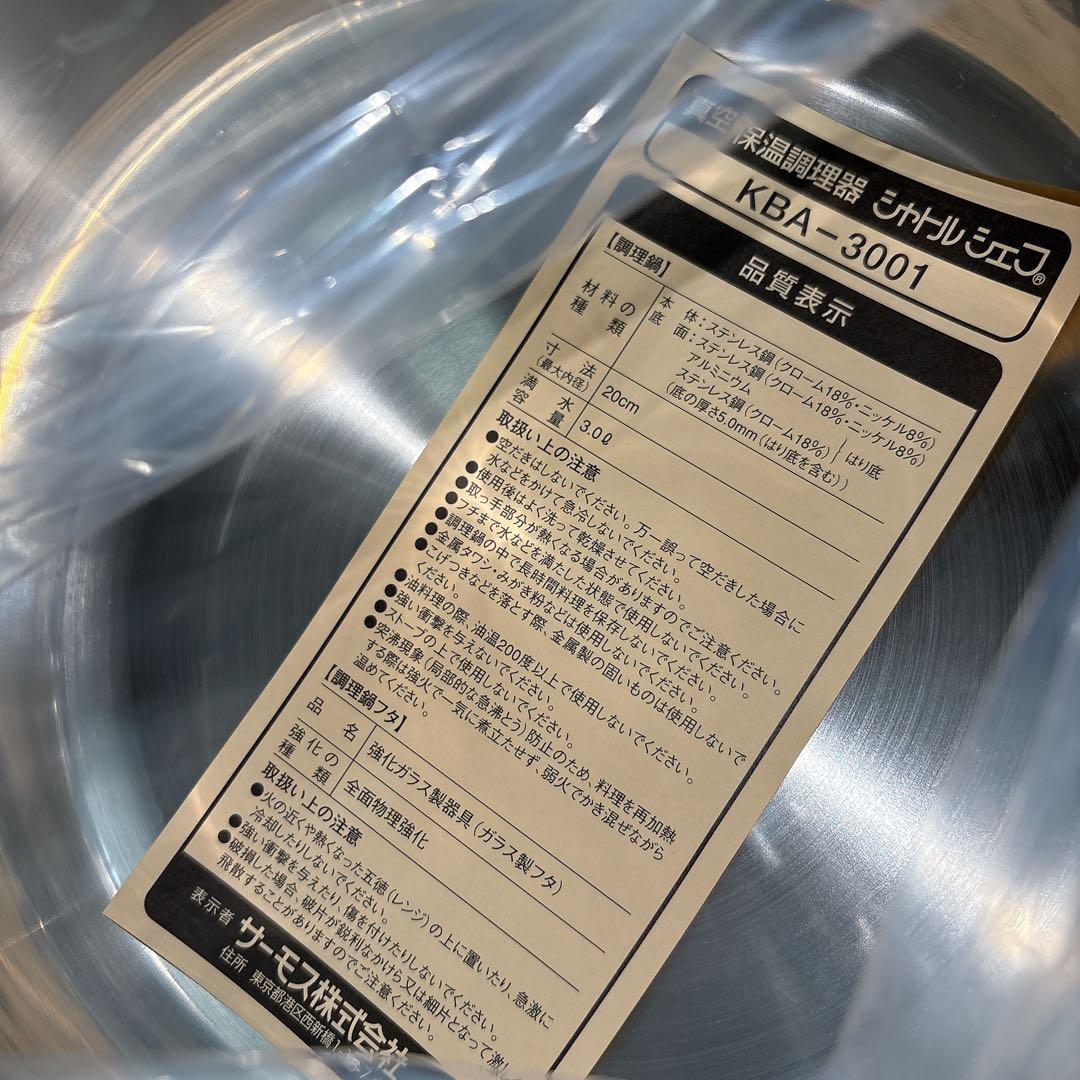 真空保温調理器 シャトルシェフ®
KBA-3001
品質表示
【調理鍋】
材料の種類
本体：ステンレス鋼(クローム18%・ニッケル8%)
底面：ステンレス鋼(クローム18%・ニッケル8%)
アルミニウム
ステンレス鋼(クローム18%) はり底
(底の厚さ5.0mm(はり底を含む))
寸法(最大内径) 20cm
満水容量 3.0ℓ
取扱い上の注意
●空だきはしないでください。万一誤って空だきした場合に
水などをかけて急冷しないでください。
●使用後はよく洗って乾燥させてください。
●取っ手部分が熱くなる場合がありますのでご注意ください。
●フチまで水などを満たした状態で使用しないでください。
●調理鍋の中で長時間料理を保存しないでください。
●金属タワシ、みがき粉などは使用しないでください。
こげつきなどを落とす際、金属製の固いものは使用しないで
ください。
●油料理の際、油温200度以上で使用しないでください。
●強い衝撃を与えないでください。
●ストーブの上で使用しないでください。
●突沸現象(局部的な急沸とう)防止のため、料理を再加熱
する際は強火で一気に煮立たせず、弱火でかき混ぜながら
温めてください。
【調理鍋フタ】
品名 強化ガラス製器具(ガラス製フタ)
強化の種類 全面物理強化
取扱い上の注意
●火の近くや熱くなった五徳(レンジ)の上に置いたり、急激に
冷却したりしないでください。
●強い衝撃を与えたり、傷を付けたりしないでください。
●破損した場合、破片が鋭利なかけら又は細片となって激し
飛散することがありますのでご注意ください。
表示者 サーモス株式会社
住所 東京都港区西新橋1-